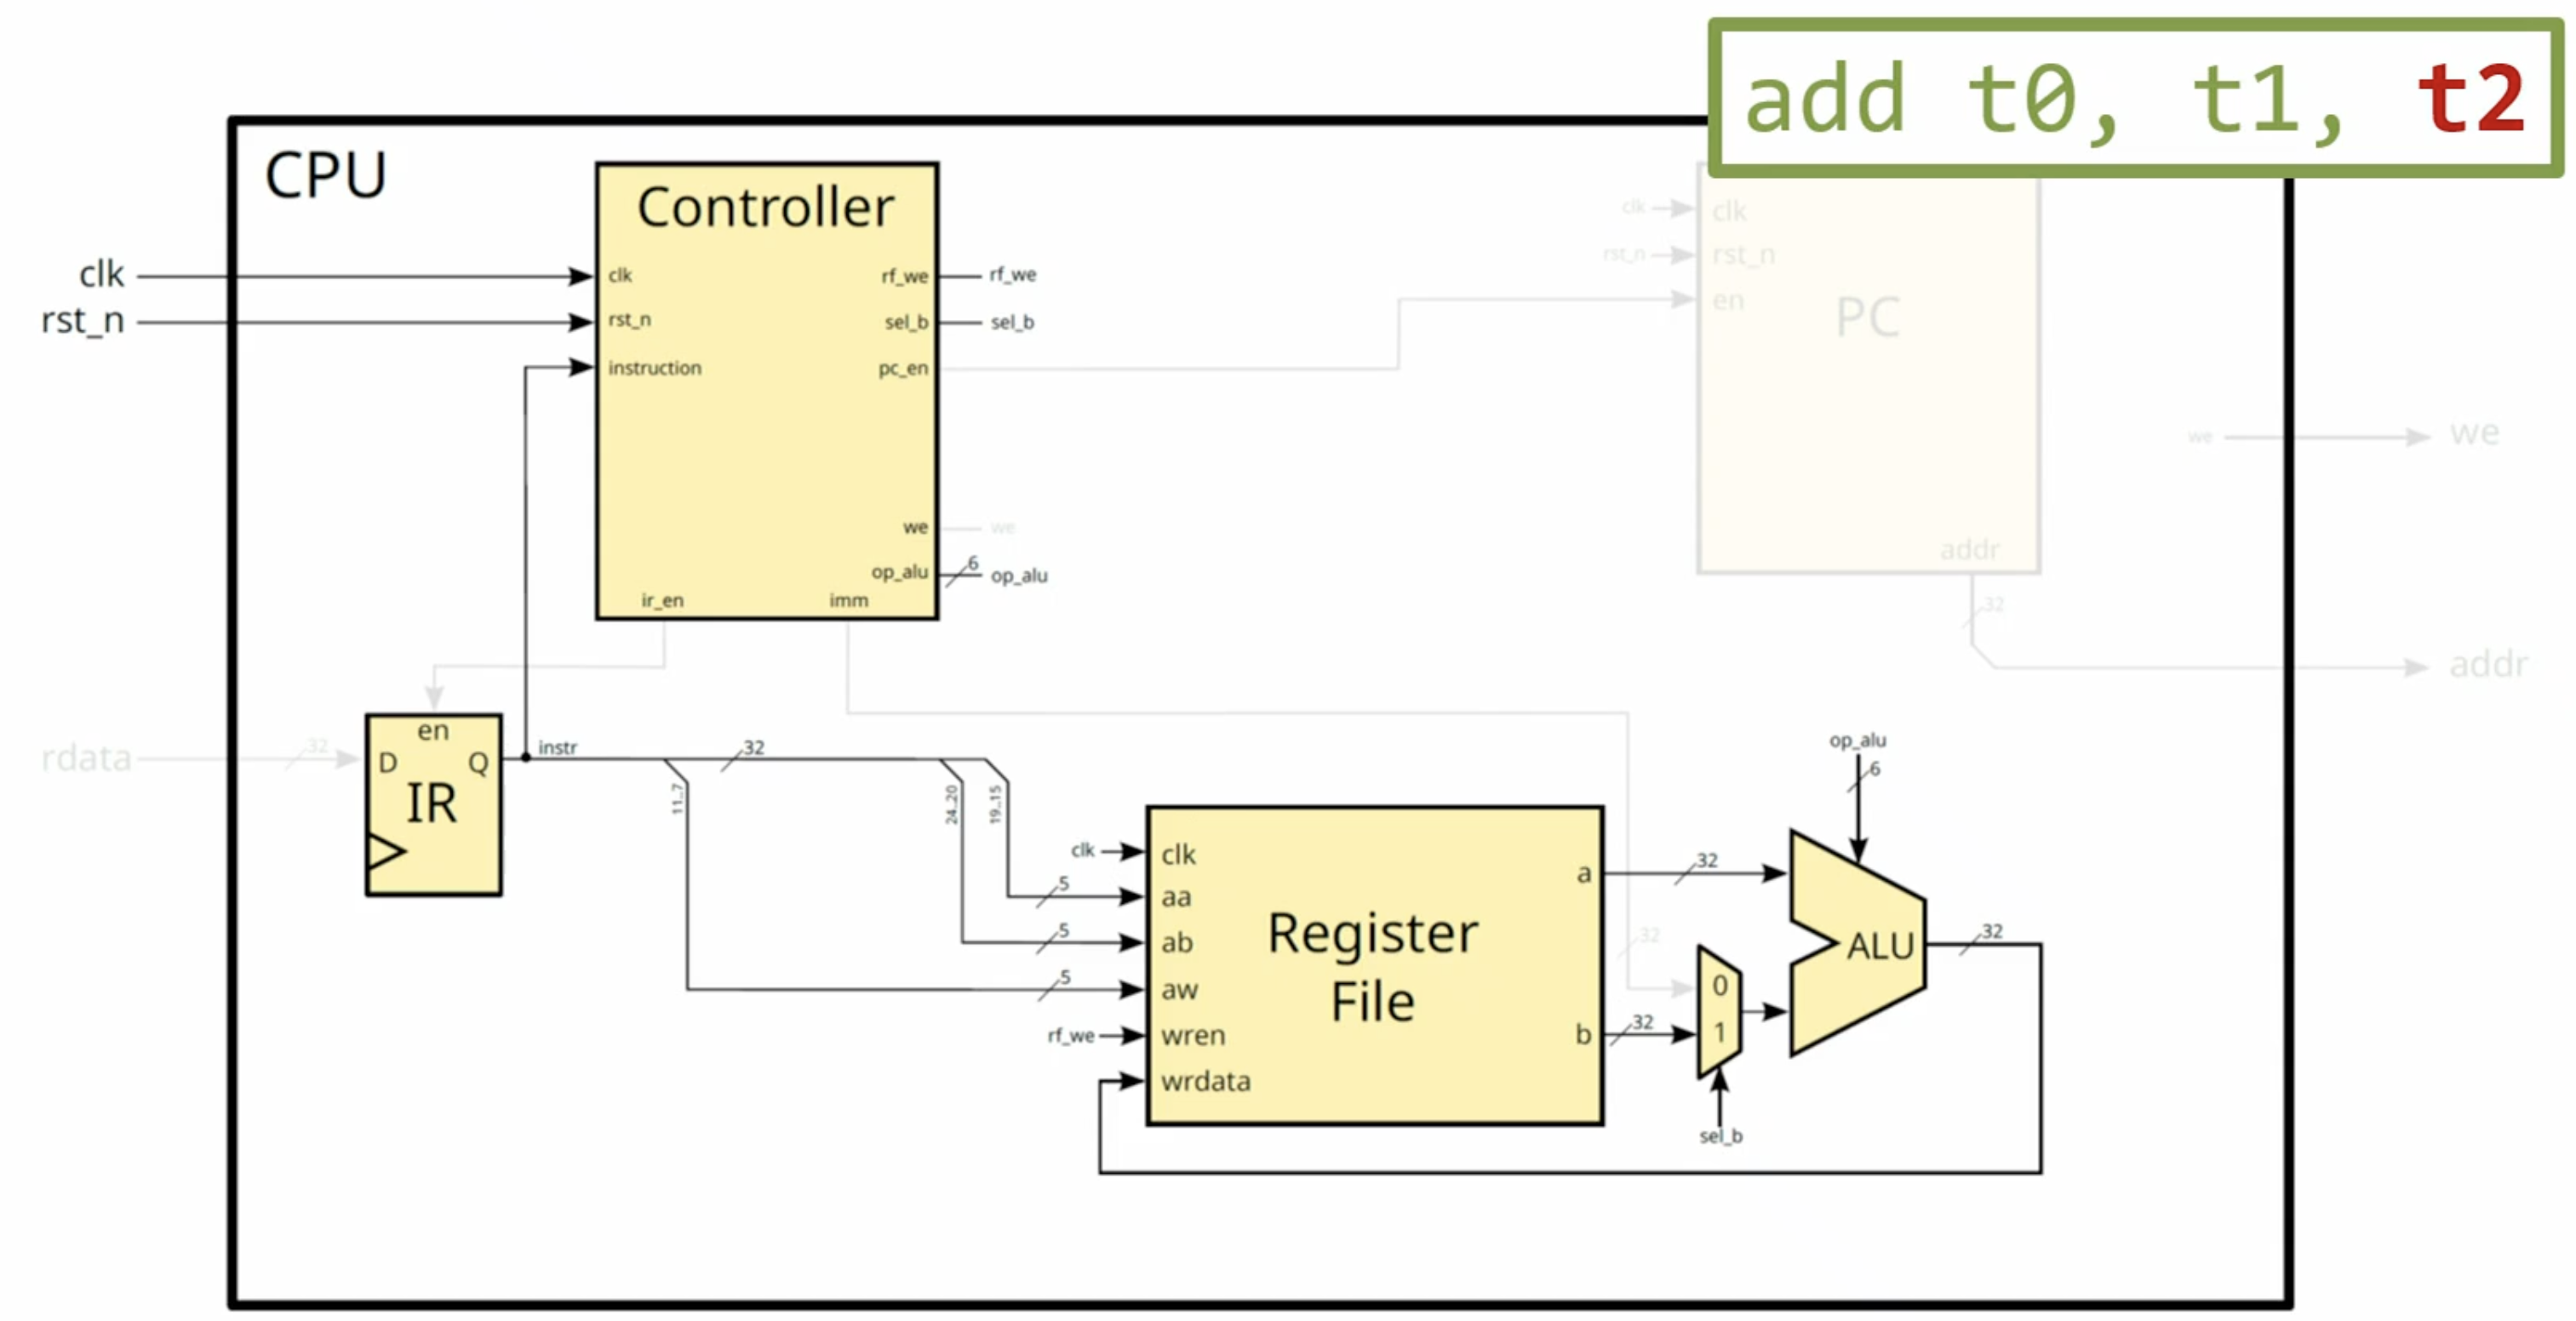 add t0, t1, t2
CPU
Controller
clk
rst_n
clk
rst_n
instruction
rf_we
sel_b
pc_en
we
op_alu
ir_en
imm
rf_we
sel_b
we
6
op_alu
clk
rst_n
clk
rst_n
en
PC
addr
32
we
we
addr
rdata
32
en
D
Q
IR
instr
32
11..7
24..20
19..15
clk
5
5
5
rf_we
clk
aa
ab
aw
wren
wrdata
Register
File
a
b
32
32
32
0
1
sel_b
op_alu
6
ALU
32